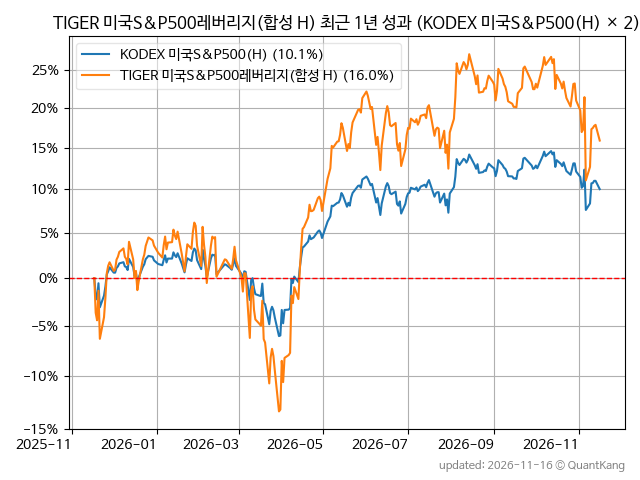 TIGER 미국S&P500레버리지(합성 H) 최근 1년 성과 (KODEX 미국S&P500(H) × 2)
KODEX 미국S&P500(H) (10.1%)
TIGER 미국S&P500레버리지(합성 H) (16.0%)
25%
20%
15%
10%
5%
0%
−5%
−10%
−15%
2025-11 2026-01 2026-03 2026-05 2026-07 2026-09 2026-11
updated: 2026-11-16 © QuantKang